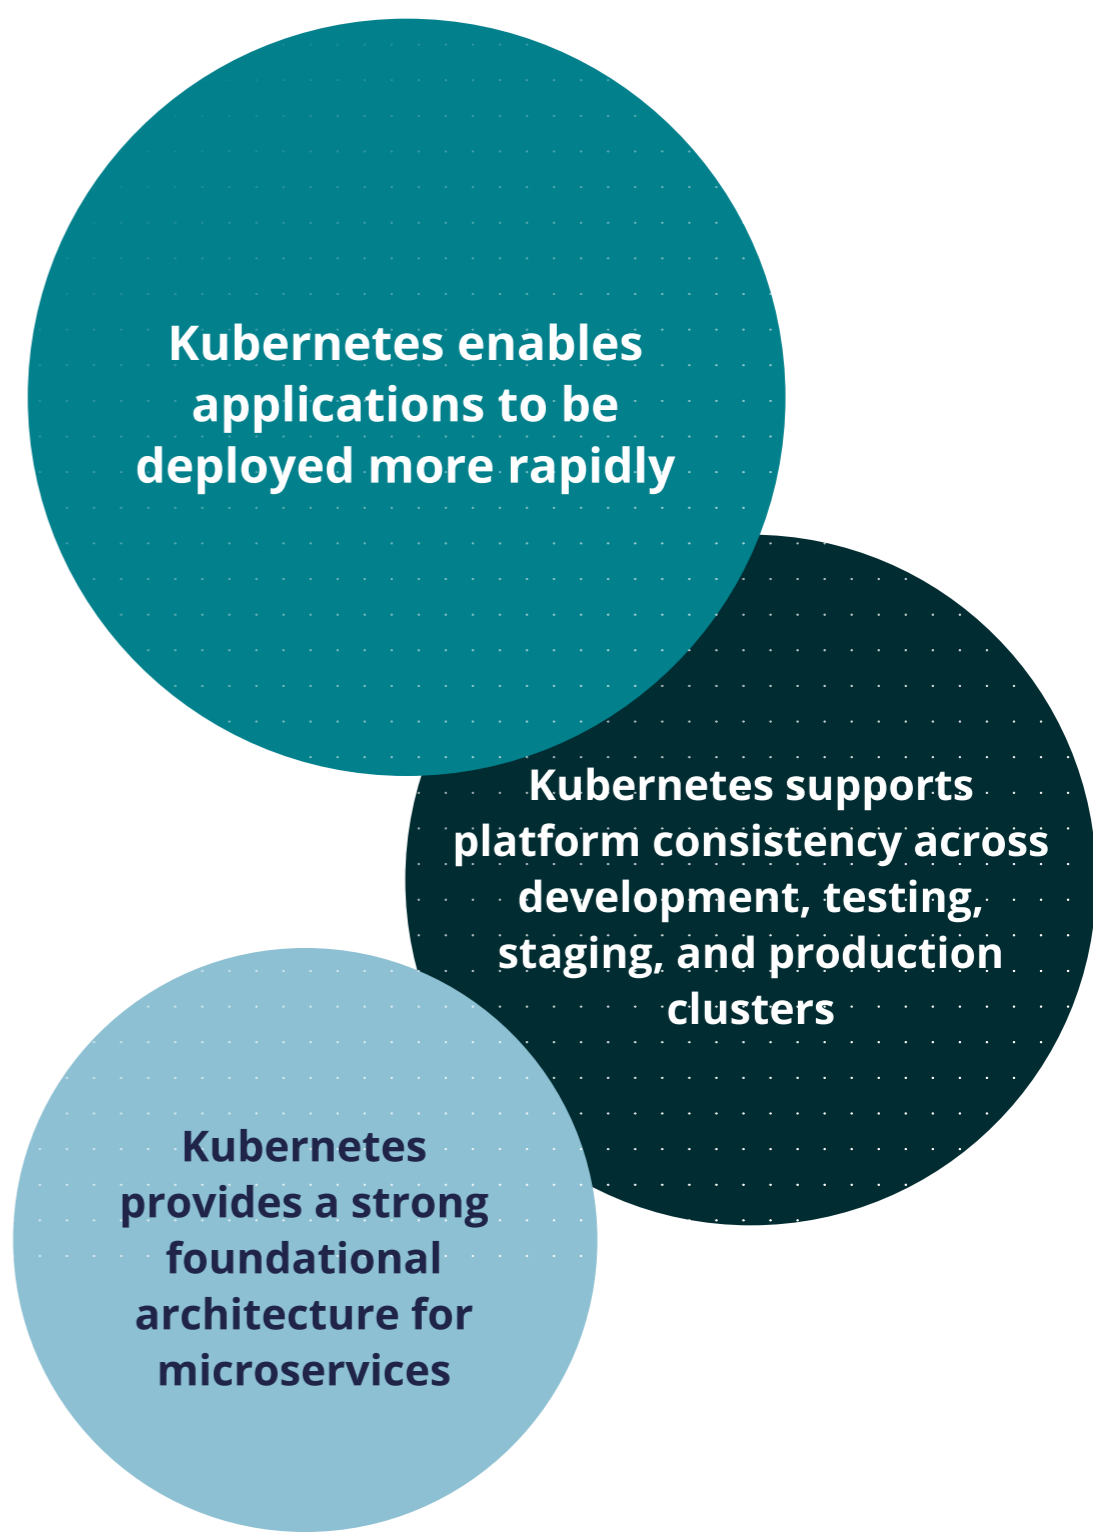 Kubernetes enables
applications to be
deployed more rapidly
Kubernetes supports
platform consistency across
development, testing,
staging, and production
clusters
Kubernetes
provides a strong
foundational
architecture for
microservices